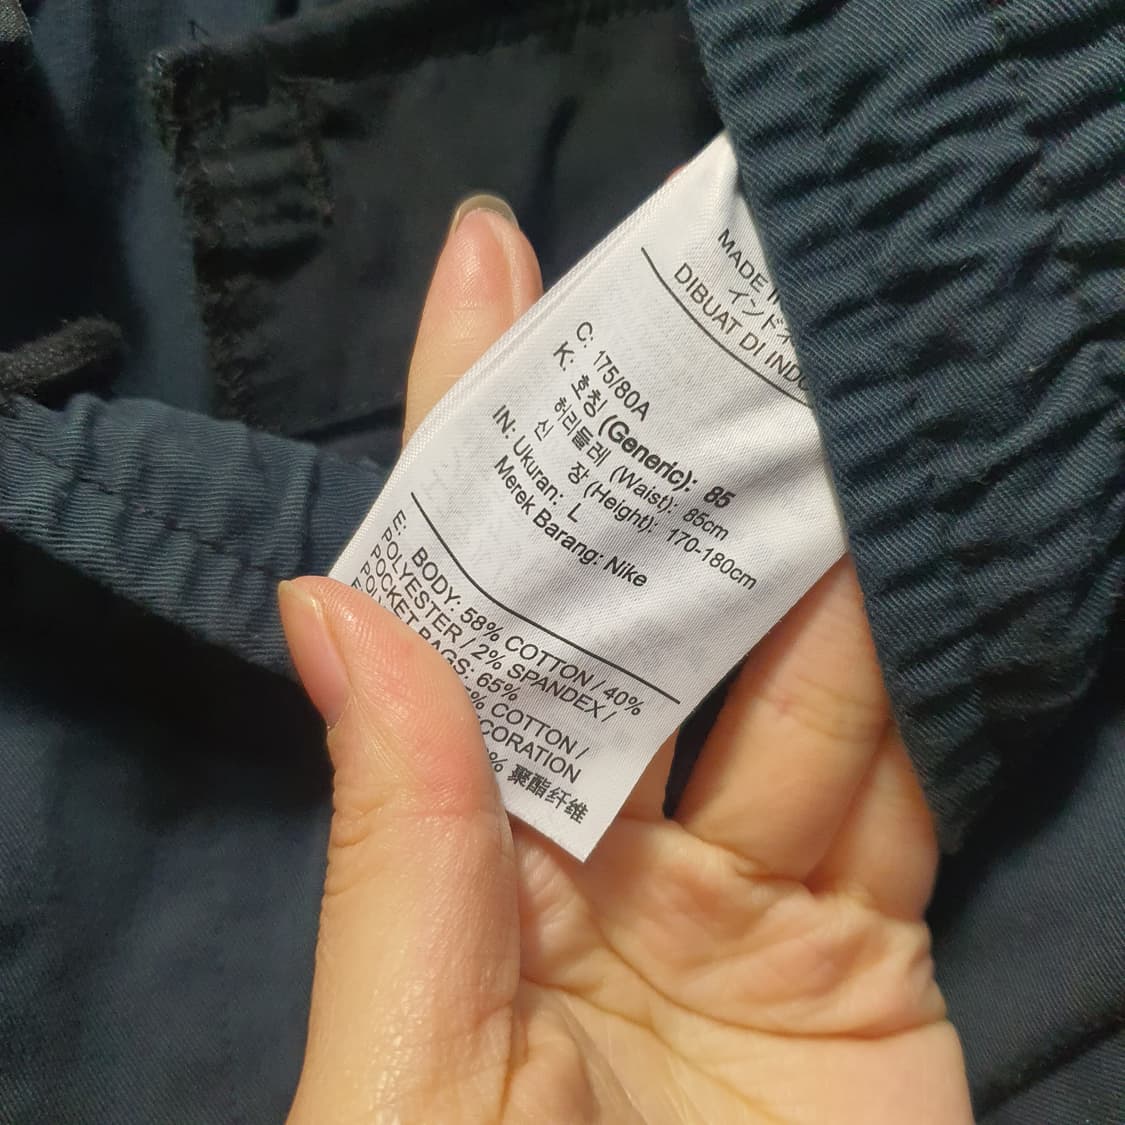 MADE I
インドネ
DIBUAT DI INDO
C: 175/80A
K: 호칭 (Generic): 85
허리둘레 (Waist): 85cm
신 장 (Height): 170-180cm
IN: Ukuran: L
Merek Barang: Nike
E: BODY: 58% COTTON / 40%
POLYESTER / 2% SPANDEX /
POCKET BAGS: 65%
% COTTON /
CORATION
% 聚酯纤维